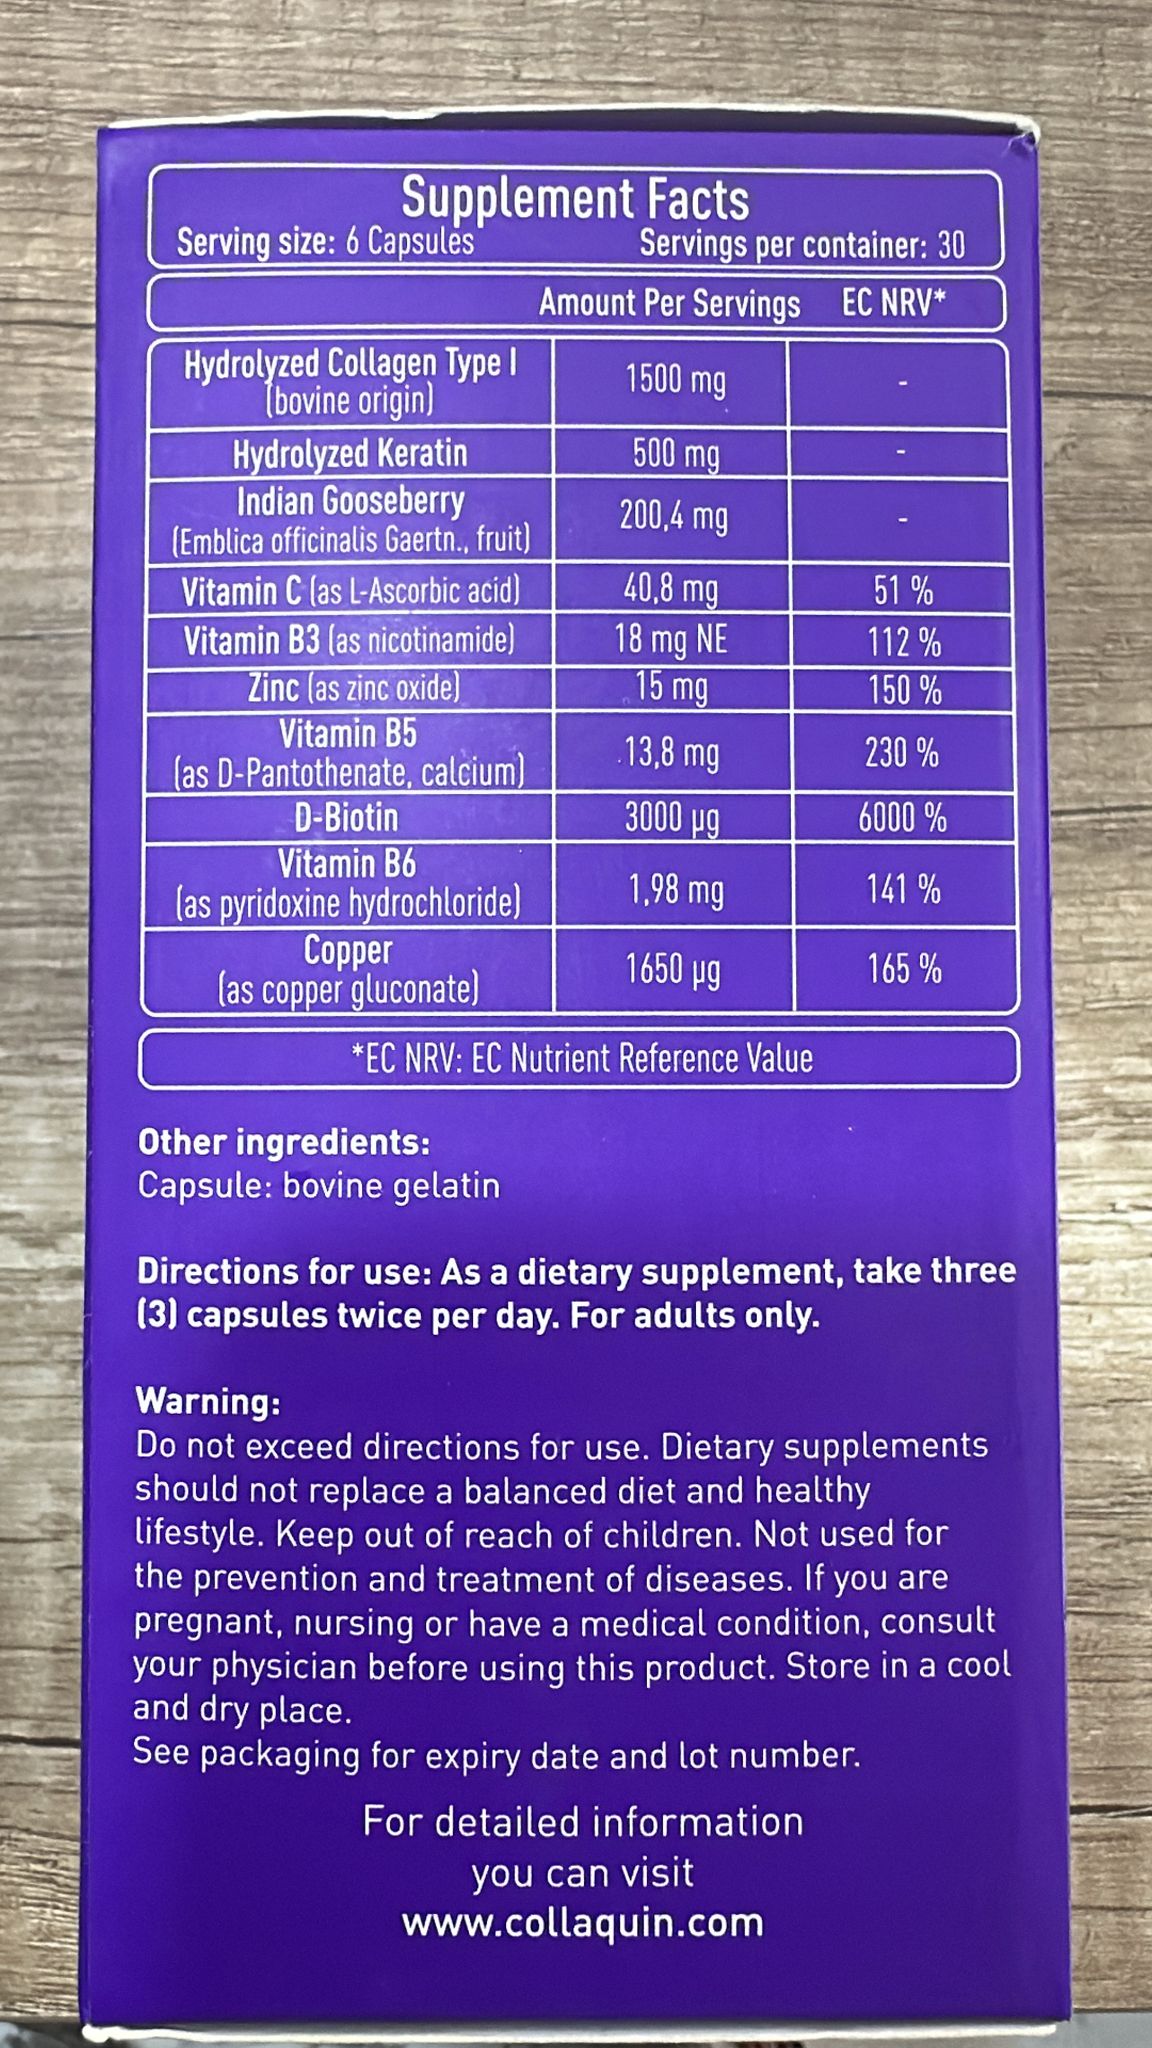 Supplement Facts
Serving size: 6 Capsules Servings per container: 30
Amount Per Servings EC NRV*
Hydrolyzed Collagen Type I
(bovine origin) 1500 mg -
Hydrolyzed Keratin 500 mg -
Indian Gooseberry
(Emblica officinalis Gaertn., fruit) 200,4 mg -
Vitamin C (as L-Ascorbic acid) 40,8 mg 51 %
Vitamin B3 (as nicotinamide) 18 mg NE 112 %
Zinc (as zinc oxide) 15 mg 150 %
Vitamin B5
(as D-Pantothenate, calcium) 13,8 mg 230 %
D-Biotin 3000 µg 6000 %
Vitamin B6
(as pyridoxine hydrochloride) 1,98 mg 141 %
Copper
(as copper gluconate) 1650 µg 165 %
*EC NRV: EC Nutrient Reference Value
Other ingredients:
Capsule: bovine gelatin
Directions for use: As a dietary supplement, take three
(3) capsules twice per day. For adults only.
Warning:
Do not exceed directions for use. Dietary supplements
should not replace a balanced diet and healthy
lifestyle. Keep out of reach of children. Not used for
the prevention and treatment of diseases. If you are
pregnant, nursing or have a medical condition, consult
your physician before using this product. Store in a cool
and dry place.
See packaging for expiry date and lot number.
For detailed information
you can visit
www.collaquin.com